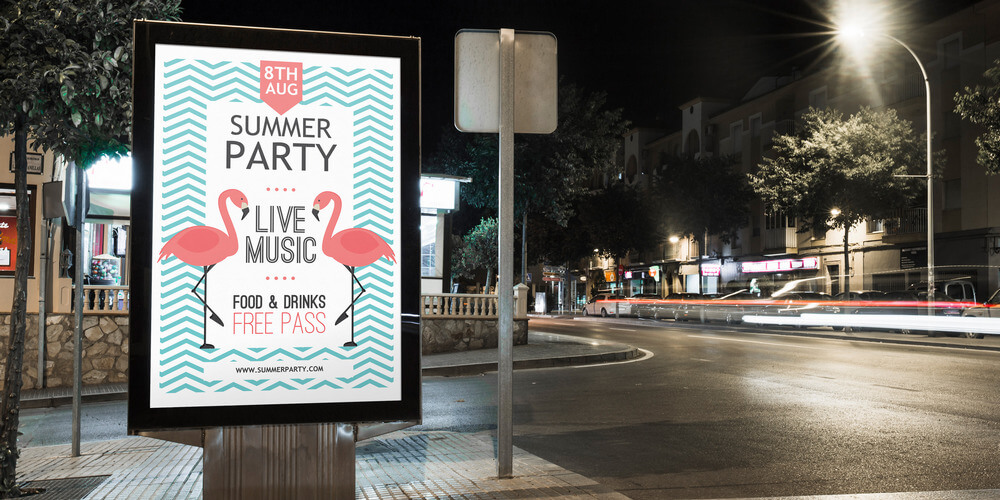 8TH
AUG
SUMMER
PARTY
LIVE
MUSIC
FOOD & DRINKS
FREE PASS
WWW.SUMMERPARTY.COM